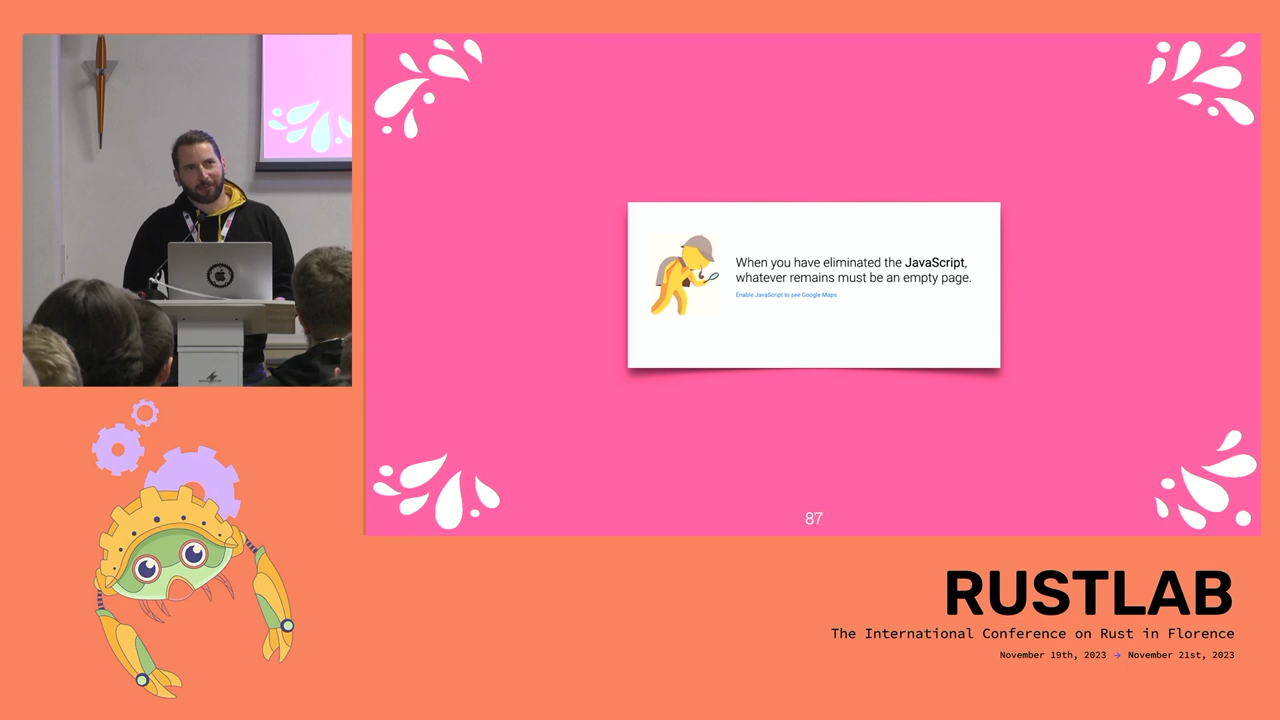 When you have eliminated the JavaScript,
whatever remains must be an empty page.
Enable JavaScript to see Google Maps.
87
RUSTLAB
The International Conference on Rust in Florence
November 19th, 2023 → November 21st, 2023